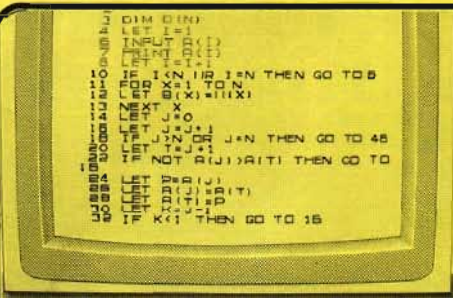 3 DIM D(N)
4 LET I=1
6 INPUT A(I)
7 PRINT A(I)
8 LET I=I+1
10 IF I<N OR I=N THEN GO TO 6
11 FOR X=1 TO N
12 LET B(X)=A(X)
13 NEXT X
14 LET J=0
15 LET J=J+1
18 IF J>N OR J=N THEN GO TO 46
20 LET T=J+1
22 IF NOT A(J)>A(T) THEN GO TO
15
24 LET P=A(J)
26 LET A(J)=A(T)
28 LET A(T)=P
30 LET K=J-1
32 IF K<1 THEN GO TO 15